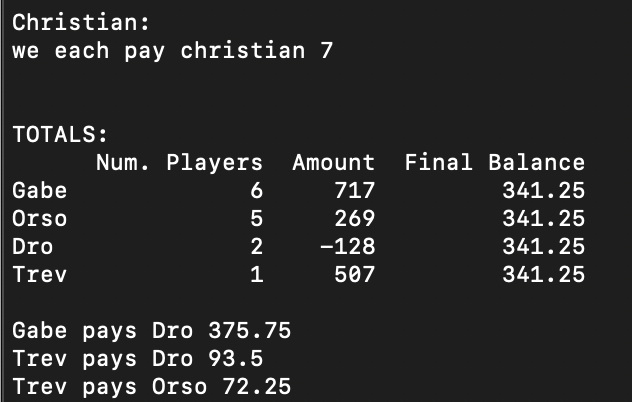 Christian:
we each pay christian 7
TOTALS:
Num. Players Amount Final Balance
Gabe 6 717 341.25
Orso 5 269 341.25
Dro 2 -128 341.25
Trev 1 507 341.25
Gabe pays Dro 375.75
Trev pays Dro 93.5
Trev pays Orso 72.25